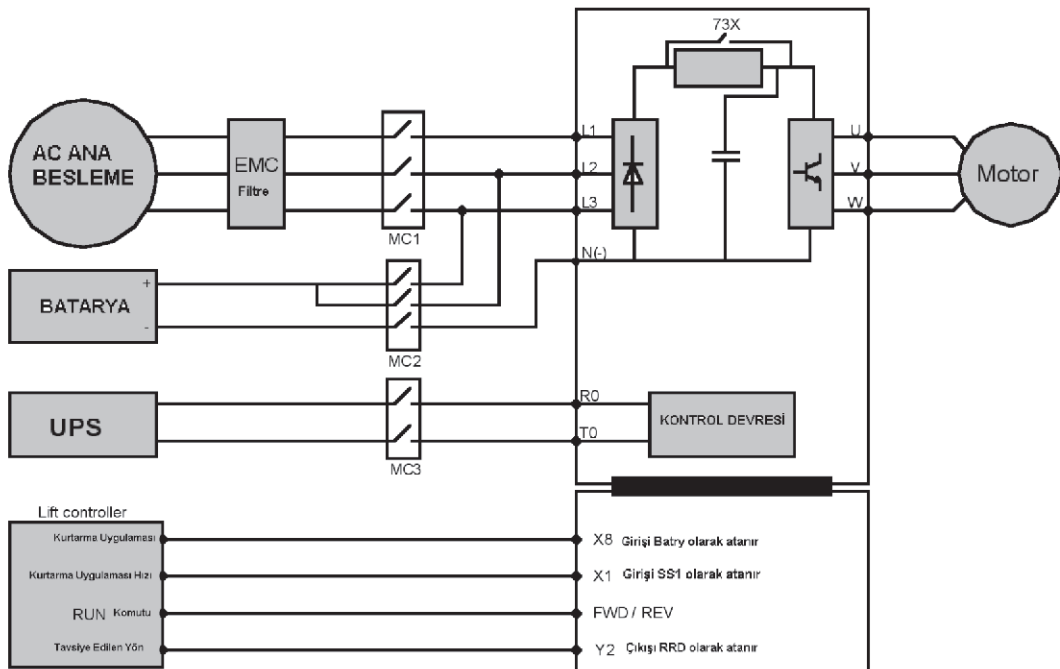 73X
AC ANA
BESLEME
EMC
Filtre
MC1
L1
L2
L3
N(-)
U
V
W
Motor
BATARYA
+
-
MC2
UPS
MC3
R0
T0
KONTROL DEVRESİ
Lift controller
Kurtarma Uygulaması
X8 Girişi Batry olarak atanır
Kurtarma Uygulaması Hızı
X1 Girişi SS1 olarak atanır
RUN Komutu
FWD / REV
Tavsiye Edilen Yön
Y2 Çıkışı RRD olarak atanır